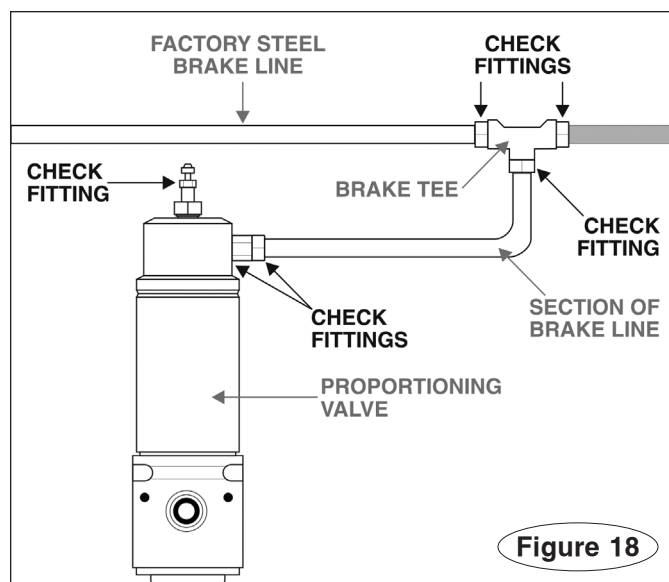 FACTORY STEEL
BRAKE LINE
CHECK
FITTINGS
CHECK
FITTING
BRAKE TEE
CHECK
FITTING
SECTION OF
BRAKE LINE
CHECK
FITTINGS
PROPORTIONING
VALVE
Figure 18